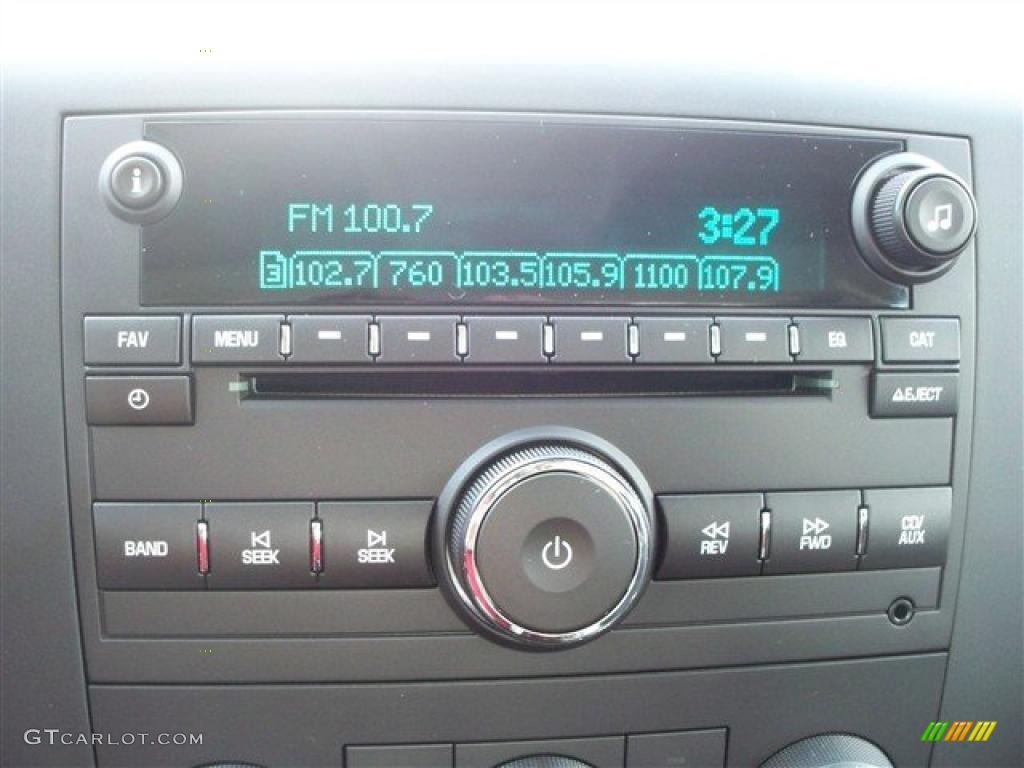 i
FM 100.7 3:27
3 102.7 760 103.5 105.9 1100 107.9
FAV MENU EQ CAT
EJECT
BAND SEEK SEEK REV FWD CD/
AUX
GTCARLOT.COM